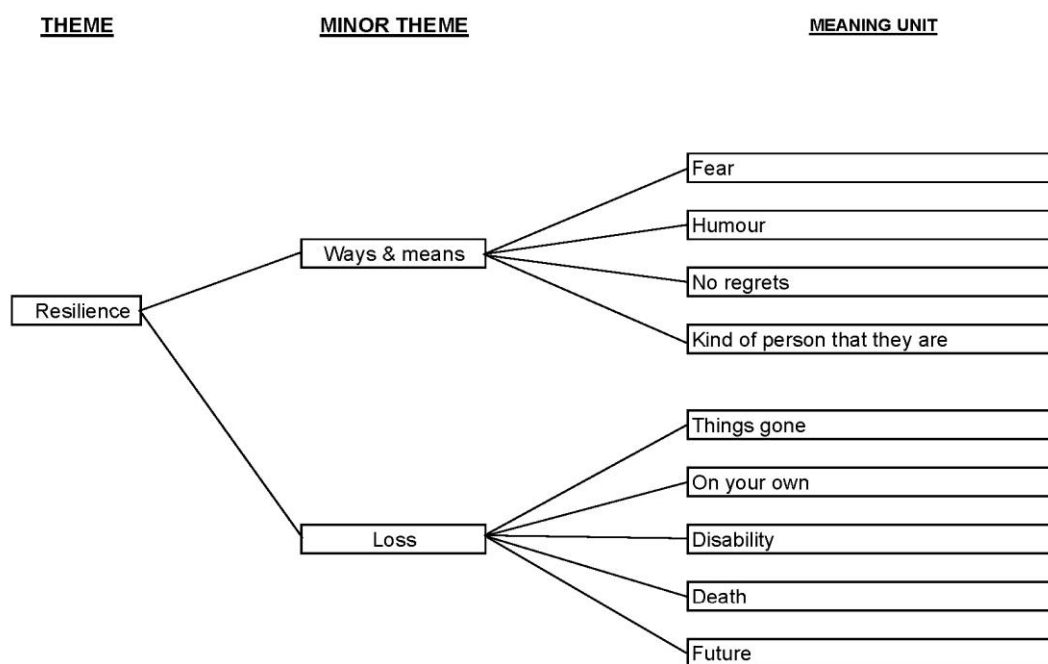 THEME MINOR THEME MEANING UNIT
Fear
Humour
Ways & means
No regrets
Resilience
Kind of person that they are
Things gone
On your own
Loss
Disability
Death
Future